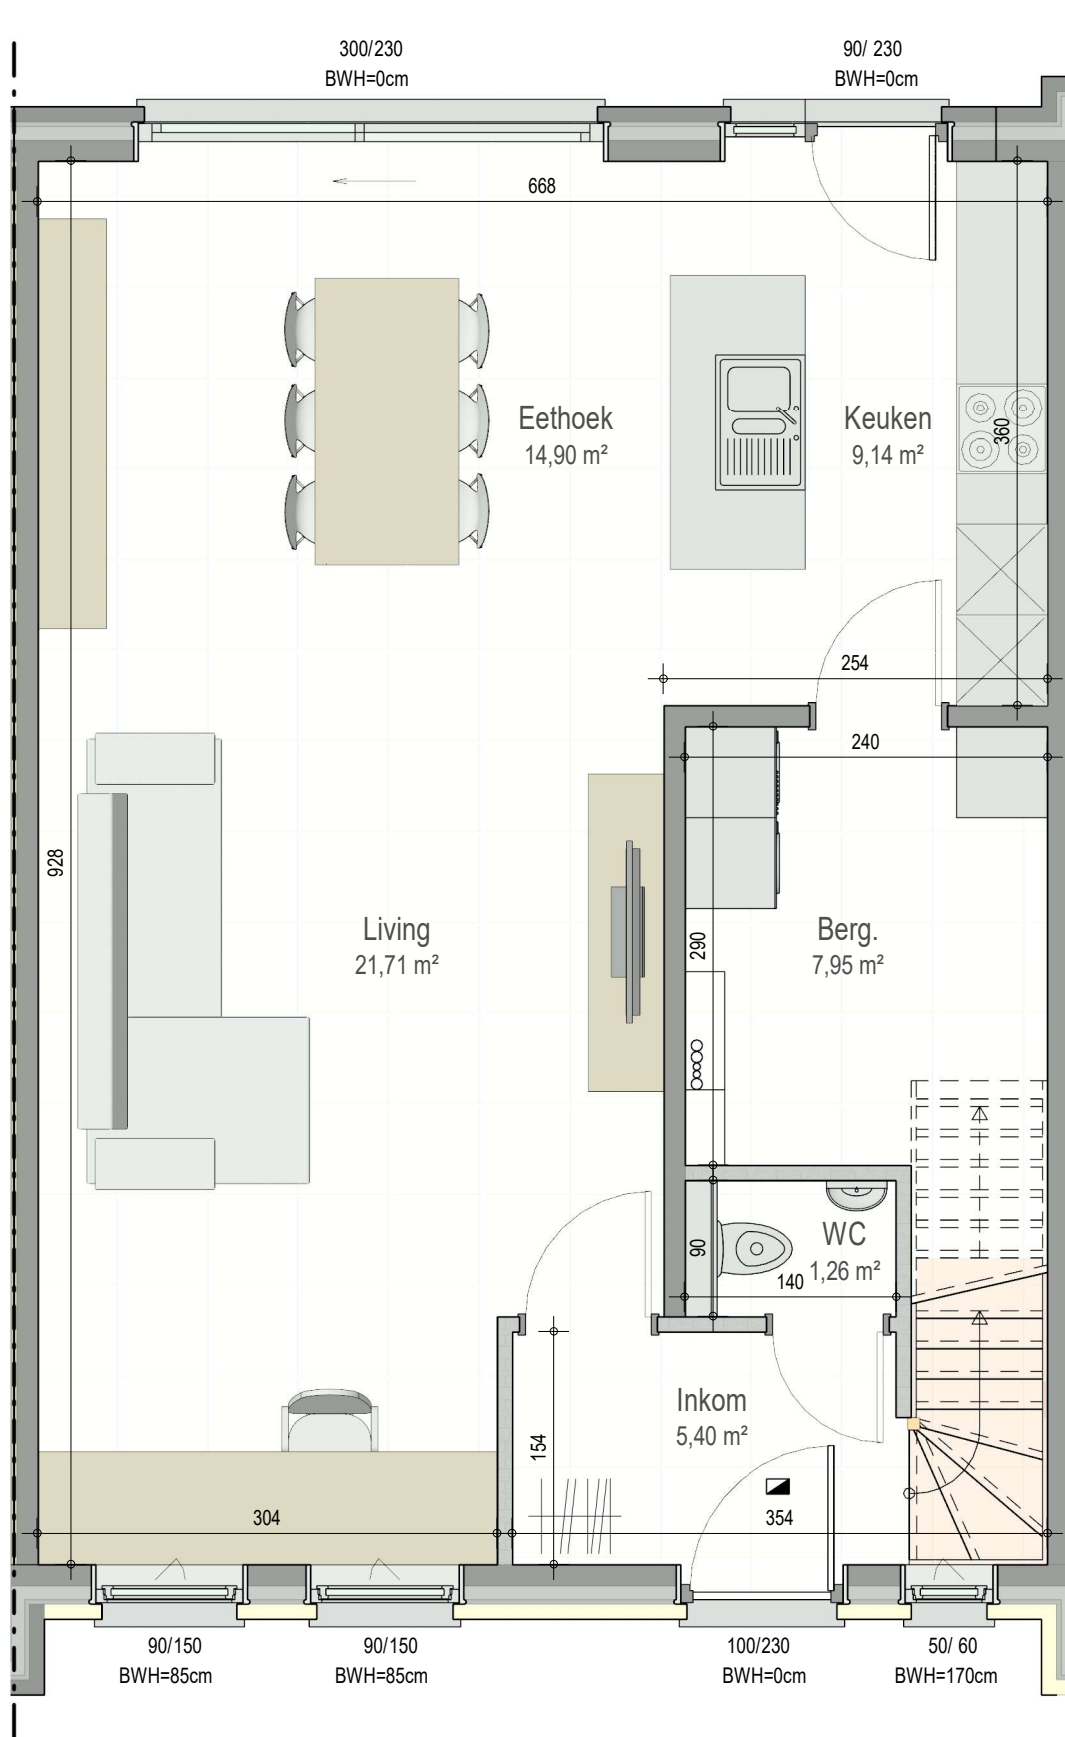 300/230
BWH=0cm
90/ 230
BWH=0cm
668
Eethoek
14,90 m²
Keuken
9,14 m²
360
254
240
928
Living
21,71 m²
290
Berg.
7,95 m²
90
WC
1,26 m²
140
Inkom
5,40 m²
154
304
354
90/150
BWH=85cm
90/150
BWH=85cm
100/230
BWH=0cm
50/ 60
BWH=170cm